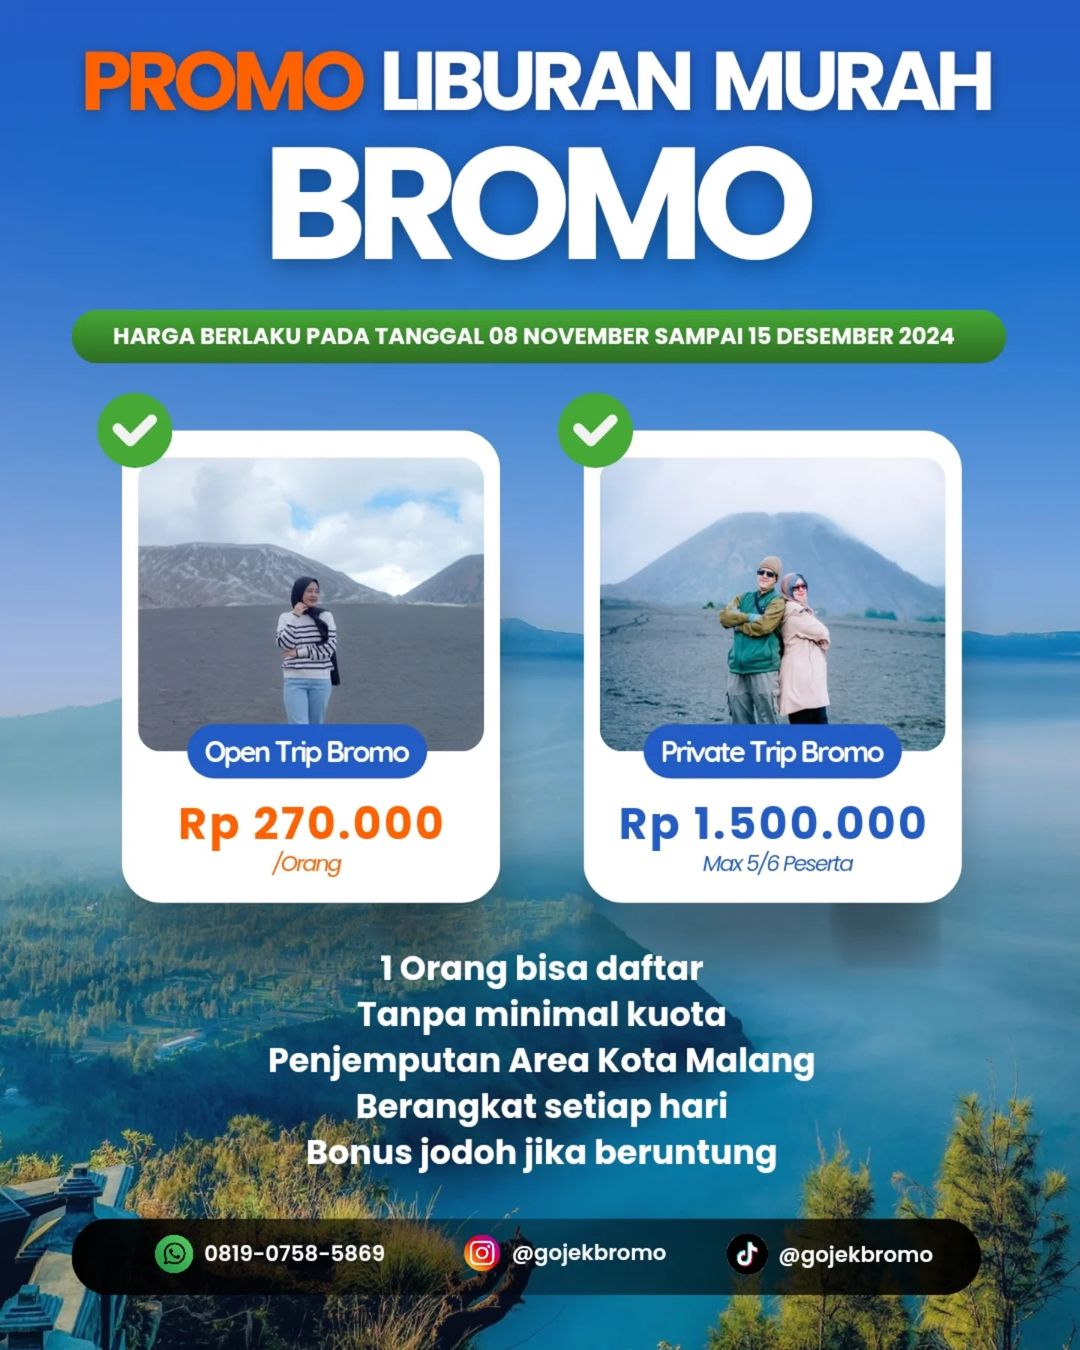 PROMO LIBURAN MURAH
BROMO
HARGA BERLAKU PADA TANGGAL 08 NOVEMBER SAMPAI 15 DESEMBER 2024
Open Trip Bromo
Rp 270.000
/Orang
Private Trip Bromo
Rp 1.500.000
Max 5/6 Peserta
1 Orang bisa daftar
Tanpa minimal kuota
Penjemputan Area Kota Malang
Berangkat setiap hari
Bonus jodoh jika beruntung
0819-0758-5869
@gojekbromo
@gojekbromo